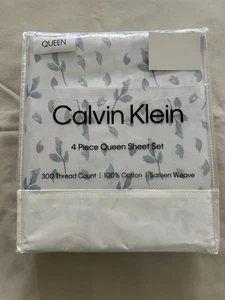 QUEEN
Calvin Klein
4 Piece Queen Sheet Set
300 Thread Count | 100% Cotton | Sateen Weave